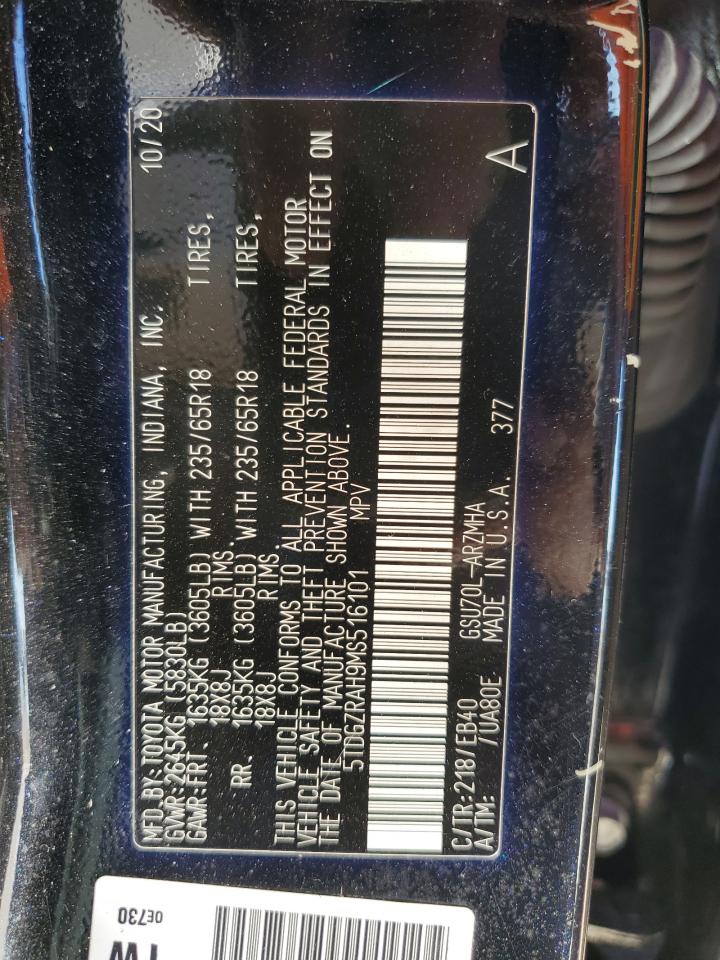 MFD.BY:TOYOTA MOTOR MANUFACTURING, INDIANA, INC. 10/20
GVWR:2645KG (5830LB)
GAWR:FRT. 1635KG (3605LB) WITH 235/65R18 TIRES,
18X8J RIMS.
RR. 1635KG (3605LB) WITH 235/65R18 TIRES,
18X8J RIMS.
THIS VEHICLE CONFORMS TO ALL APPLICABLE FEDERAL MOTOR
VEHICLE SAFETY AND THEFT PREVENTION STANDARDS IN EFFECT ON
THE DATE OF MANUFACTURE SHOWN ABOVE.
5TDGZRAH9MS516101 MPV
C/TR:218/EB40 GSU70L-ARZMHA
A/TM: /UA80E MADE IN U.S.A. 377 A
0E730
TW